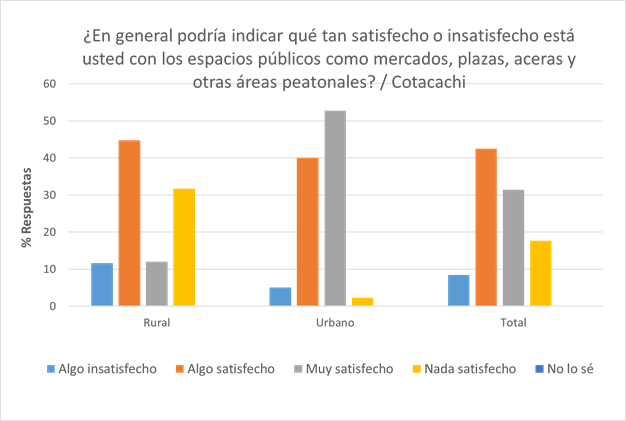 ¿En general podría indicar qué tan satisfecho o insatisfecho está
usted con los espacios públicos como mercados, plazas, aceras y
otras áreas peatonales? / Cotacachi
60
50
40
30
20
10
0
% Respuestas
Rural Urbano Total
Algo insatisfecho Algo satisfecho Muy satisfecho Nada satisfecho No lo sé